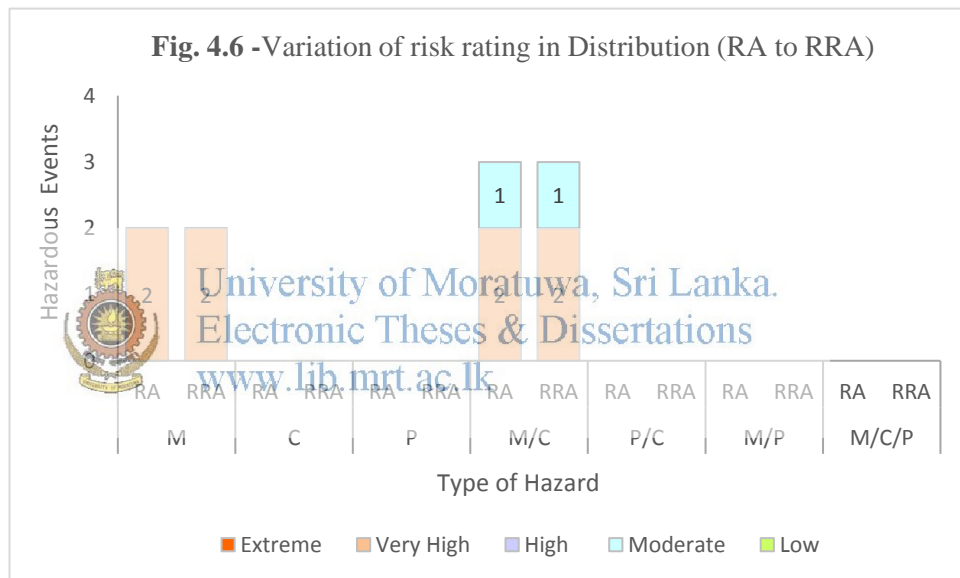 Fig. 4.6 -Variation of risk rating in Distribution (RA to RRA)
Hazardous Events
4
3
2
1
0
2 2 2 2
1 1
University of Moratuwa, Sri Lanka.
Electronic Theses & Dissertations
www.lib.mrt.ac.lk
RA RRA RA RRA RA RRA RA RRA RA RRA RA RRA RA RRA
M C P M/C P/C M/P M/C/P
Type of Hazard
Extreme Very High High Moderate Low